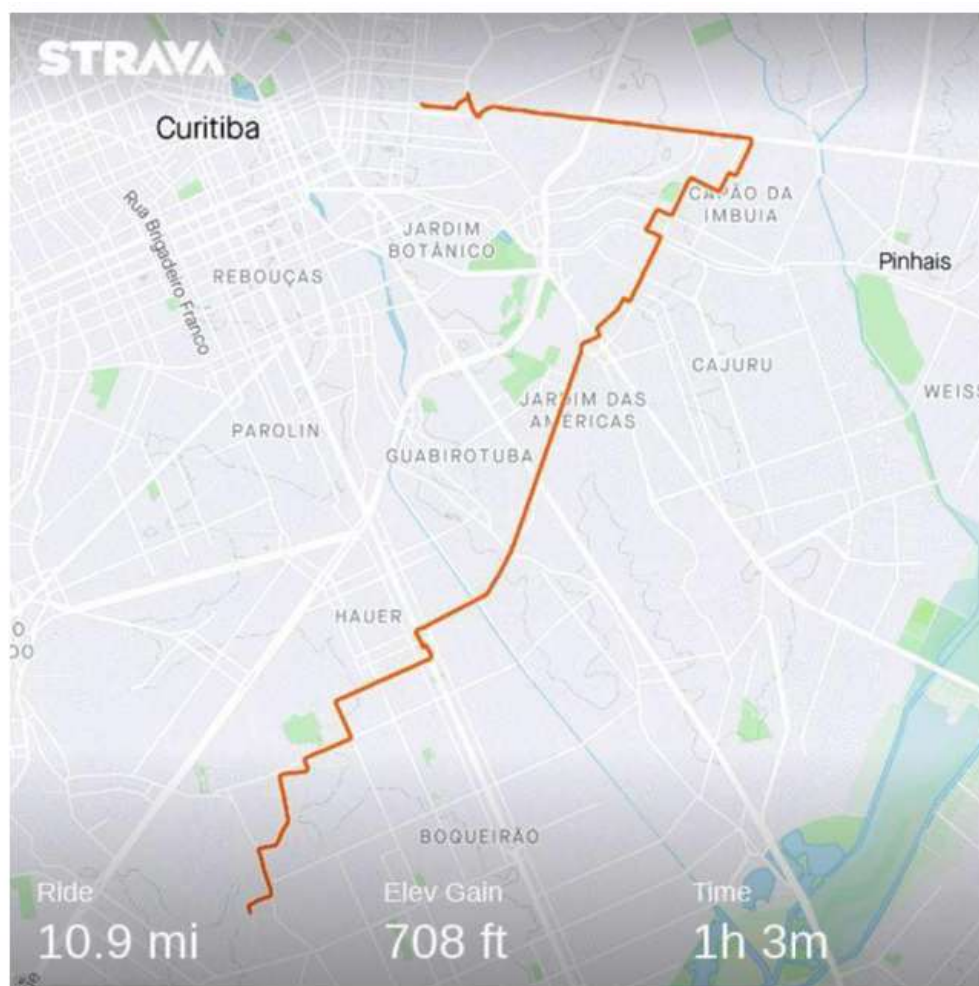 STRAVA
Curitiba
Rua Brigadeiro Franco
CAPÃO DA
IMBUIA
JARDIM
BOTÂNICO
REBOUÇAS
Pinhais
CAJURU
WEISS
JARDIM DAS
AMÉRICAS
PAROLIN
GUABIROTUBA
HAUER
BOQUEIRÃO
Ride
Elev Gain
Time
10.9 mi
708 ft
1h 3m